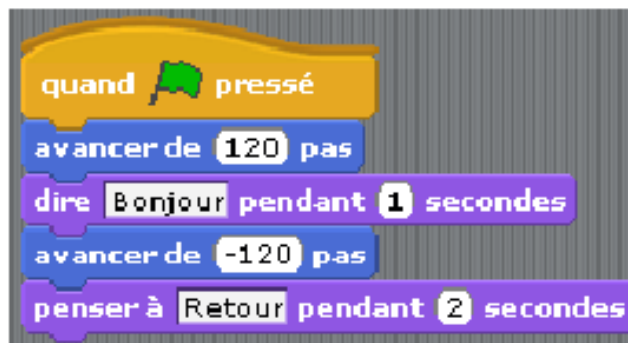 quand pressé
avancer de 120 pas
dire Bonjour pendant 1 secondes
avancer de -120 pas
penser à Retour pendant 2 secondes